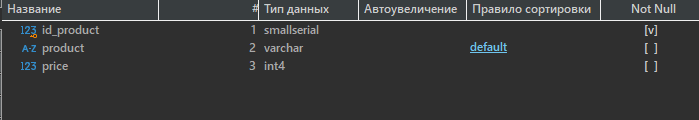 Название # Тип данных Автоувеличение Правило сортировки Not Null
123 id_product 1 smallserial [v]
A-Z product 2 varchar default [ ]
123 price 3 int4 [ ]